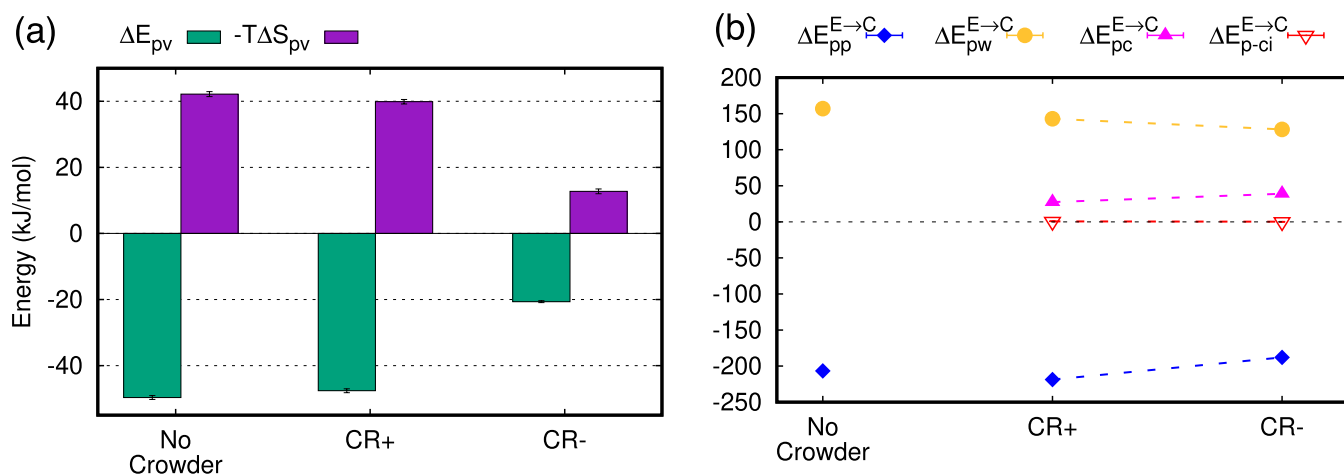 (a)
ΔE_pv -TΔS_pv
Energy (kJ/mol)
40
20
0
-20
-40
No
Crowder
CR+
CR-
(b)
ΔE_pp^E→C ΔE_pw^E→C ΔE_pc^E→C ΔE_p-ci^E→C
200
150
100
50
0
-50
-100
-150
-200
-250
No
Crowder
CR+
CR-